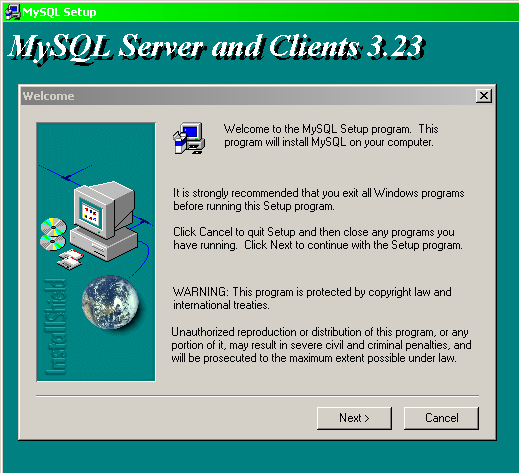 MySQL Setup
MySQL Server and Clients 3.23
Welcome
Welcome to the MySQL Setup program. This
program will install MySQL on your computer.
It is strongly recommended that you exit all Windows programs
before running this Setup program.
Click Cancel to quit Setup and then close any programs you
have running. Click Next to continue with the Setup program.
WARNING: This program is protected by copyright law and
international treaties.
Unauthorized reproduction or distribution of this program, or any
portion of it, may result in severe civil and criminal penalties, and
will be prosecuted to the maximum extent possible under law.
InstallShield
Next >
Cancel